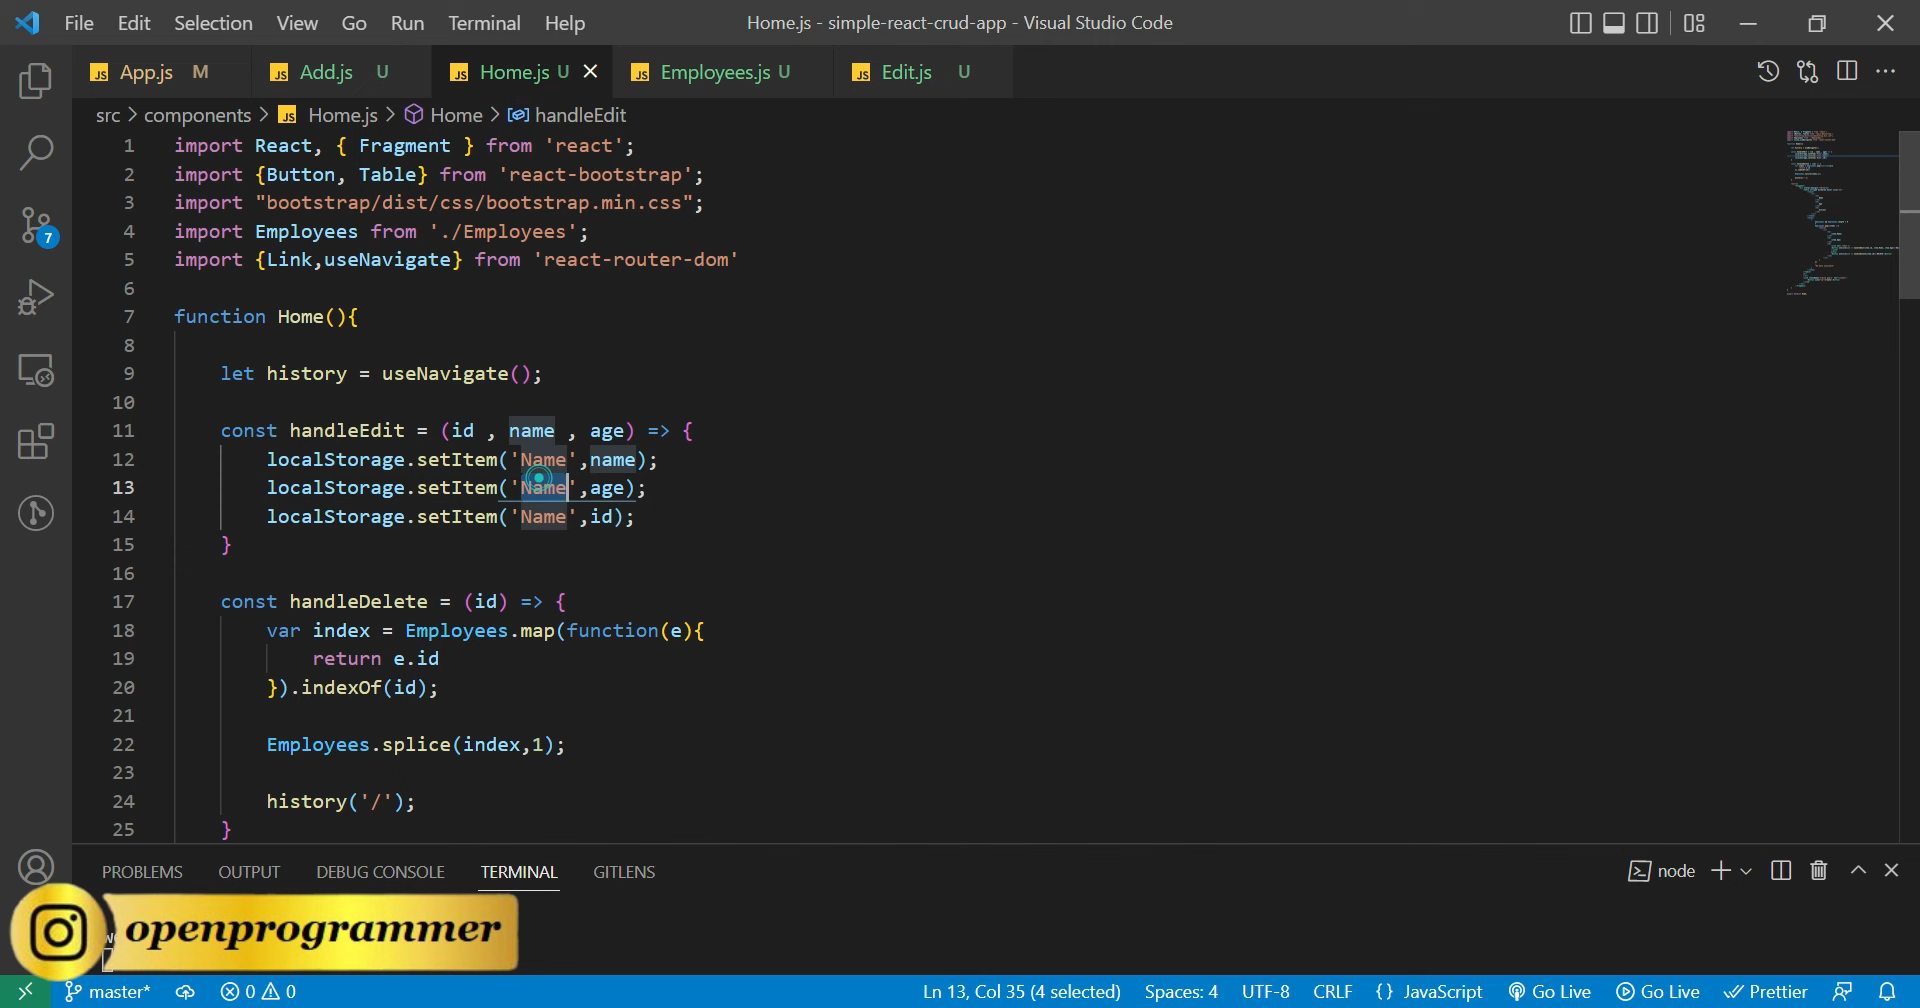 File Edit Selection View Go Run Terminal Help Home.js - simple-react-crud-app - Visual Studio Code
JS App.js M JS Add.js U JS Home.js U JS Employees.js U JS Edit.js U
src > components > JS Home.js > Home > handleEdit
1 import React, { Fragment } from 'react';
2 import {Button, Table} from 'react-bootstrap';
3 import "bootstrap/dist/css/bootstrap.min.css";
4 import Employees from './Employees';
5 import {Link,useNavigate} from 'react-router-dom'
6
7 function Home(){
8
9 let history = useNavigate();
10
11 const handleEdit = (id , name , age) => {
12 localStorage.setItem('Name',name);
13 localStorage.setItem('Name',age);
14 localStorage.setItem('Name',id);
15 }
16
17 const handleDelete = (id) => {
18 var index = Employees.map(function(e){
19 return e.id
20 }).indexOf(id);
21
22 Employees.splice(index,1);
23
24 history('/');
25 }
7
PROBLEMS OUTPUT DEBUG CONSOLE TERMINAL GITLENS node
openprogrammer
master* 0 0 Ln 13, Col 35 (4 selected) Spaces: 4 UTF-8 CRLF {} JavaScript Go Live Go Live Prettier